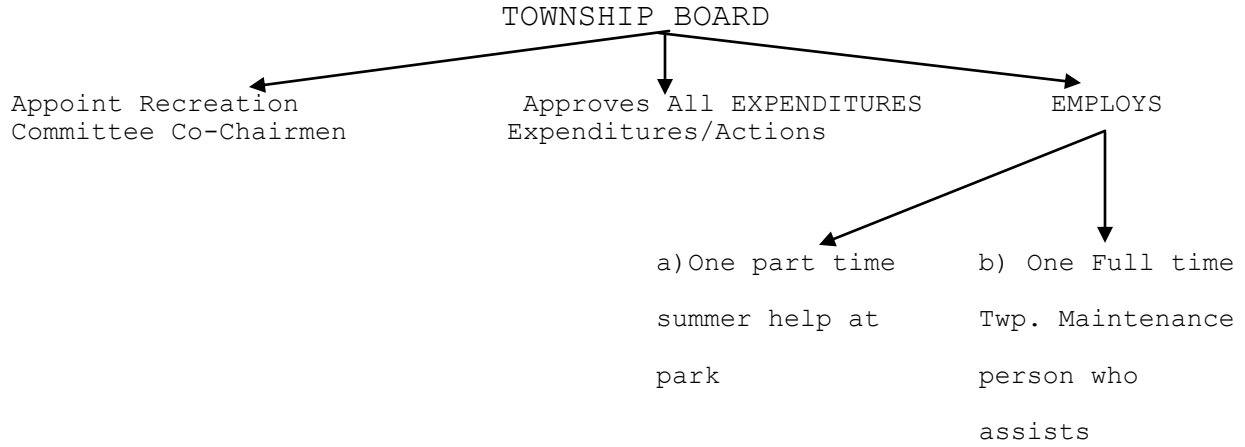 TOWNSHIP BOARD
Appoint Recreation
Committee Co-Chairmen
Approves All EXPENDITURES
Expenditures/Actions
EMPLOYS
a)One part time
summer help at
park
b) One Full time
Twp. Maintenance
person who
assists